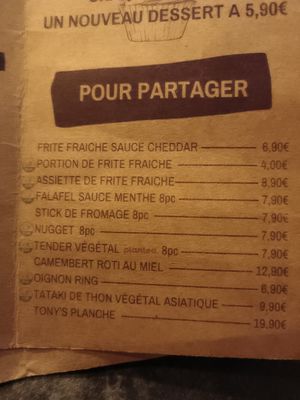 UN NOUVEAU DESSERT A 5,90€
POUR PARTAGER
FRITE FRAICHE SAUCE CHEDDAR 6,90€
PORTION DE FRITE FRAICHE 4,00€
ASSIETTE DE FRITE FRAICHE 8,90€
FALAFEL SAUCE MENTHE 8pc 7,90€
STICK DE FROMAGE 8pc 7,90€
NUGGET 8pc 7,90€
TENDER VÉGÉTAL planted. 8pc 7,90€
CAMEMBERT ROTI AU MIEL 12,90€
OIGNON RING 6,90€
TATAKI DE THON VÉGÉTAL ASIATIQUE 9,90€
TONY'S PLANCHE 19,90€